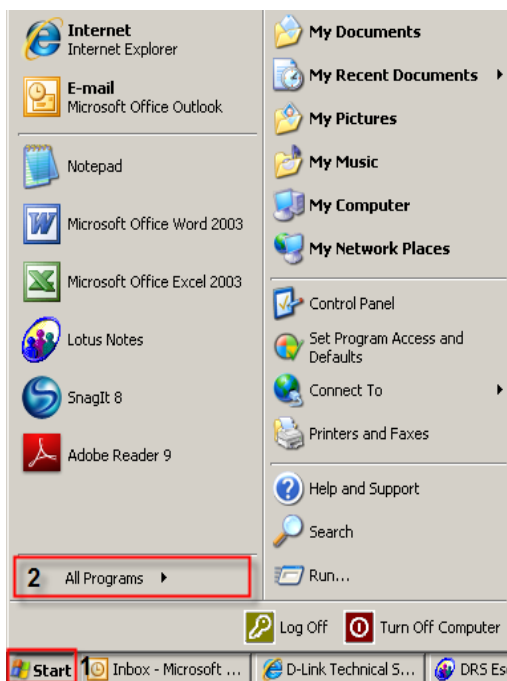 Internet
Internet Explorer
E-mail
Microsoft Office Outlook
Notepad
Microsoft Office Word 2003
Microsoft Office Excel 2003
Lotus Notes
SnagIt 8
Adobe Reader 9
2 All Programs
My Documents
My Recent Documents
My Pictures
My Music
My Computer
My Network Places
Control Panel
Set Program Access and
Defaults
Connect To
Printers and Faxes
Help and Support
Search
Run...
Log Off
Turn Off Computer
Start
1
Inbox - Microsoft ...
D-Link Technical S...
DRS Es